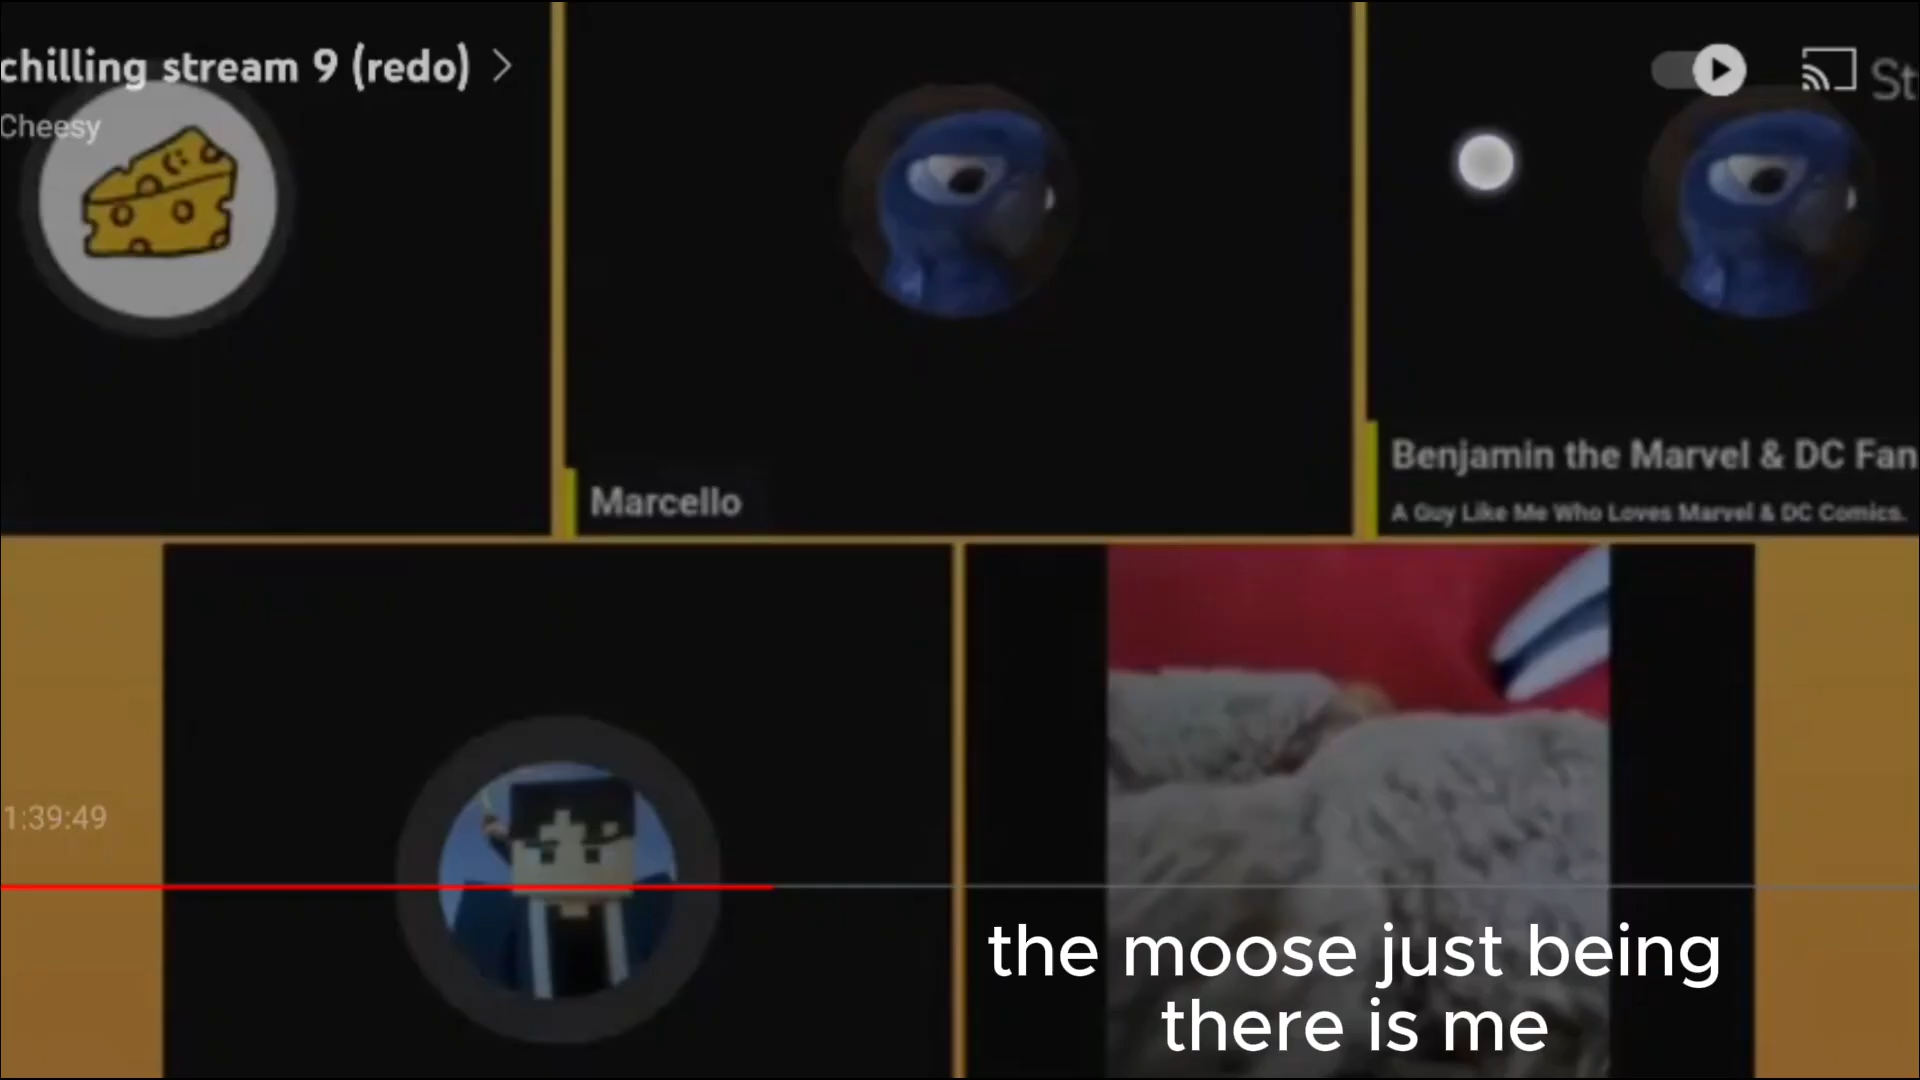 chilling stream 9 (redo)
Cheesy
St
Marcello
Benjamin the Marvel & DC Fan
A Guy Like Me Who Loves Marvel & DC Comics.
1:39:49
the moose just being
there is me